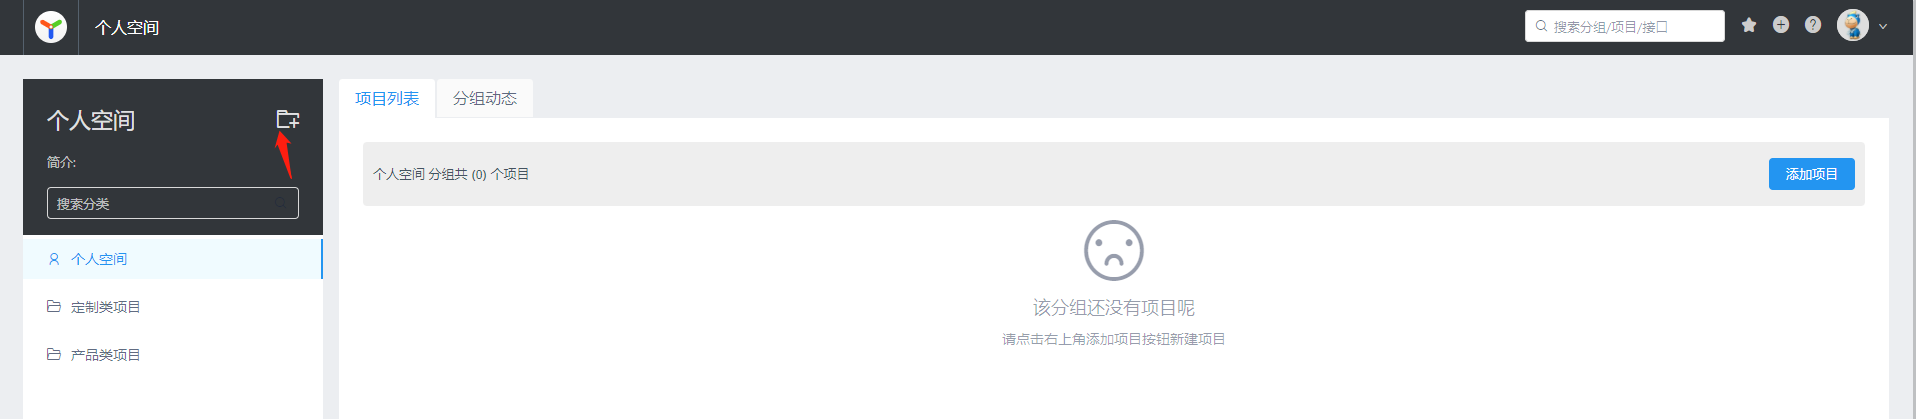 个人空间
搜索分组/项目/接口
个人空间
简介:
搜索分类
个人空间
定制类项目
产品类项目
项目列表
分组动态
个人空间 分组共 (0) 个项目
添加项目
该分组还没有项目呢
请点击右上角添加项目按钮新建项目